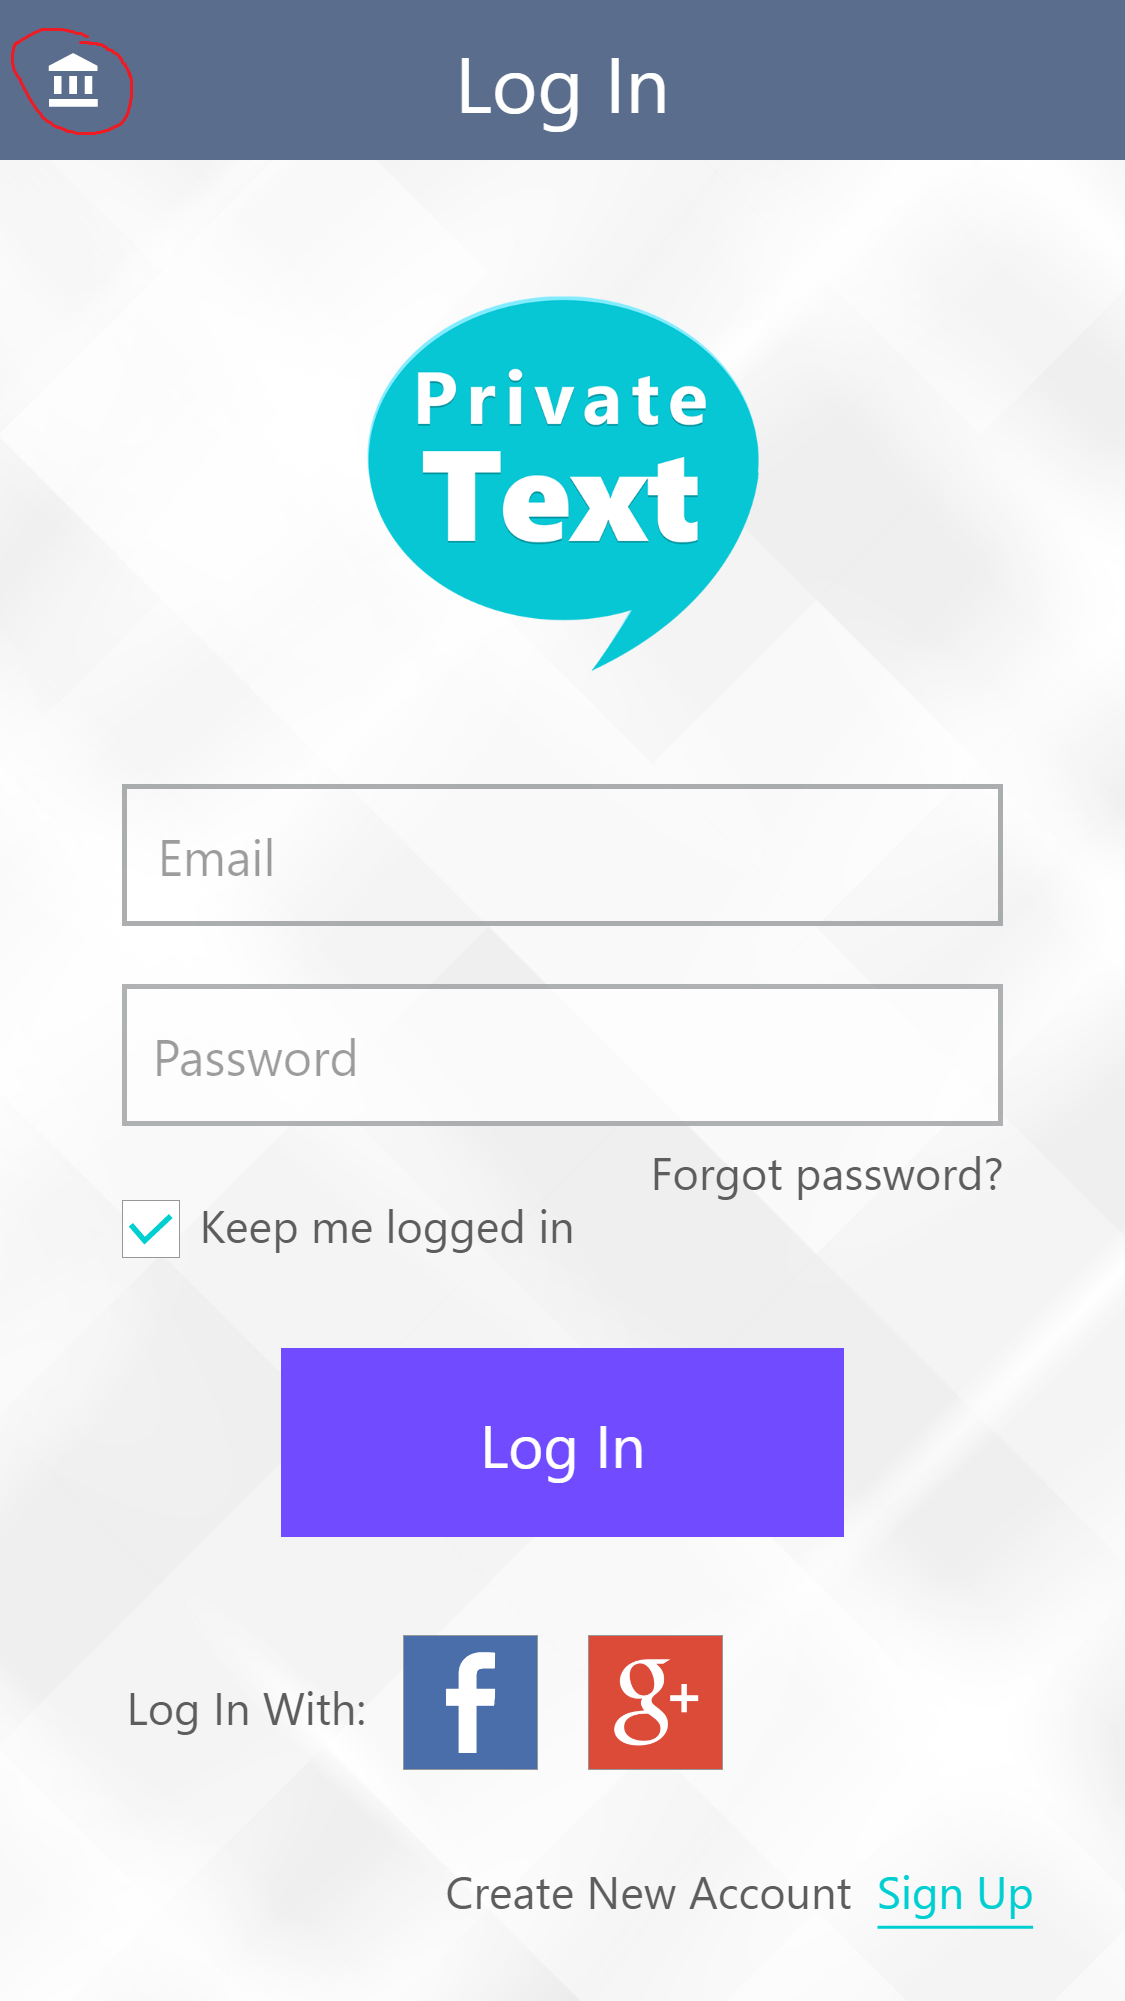 Log In
Private
Text
Email
Password
Forgot password?
Keep me logged in
Log In
Log In With:
f
g+
Create New Account Sign Up